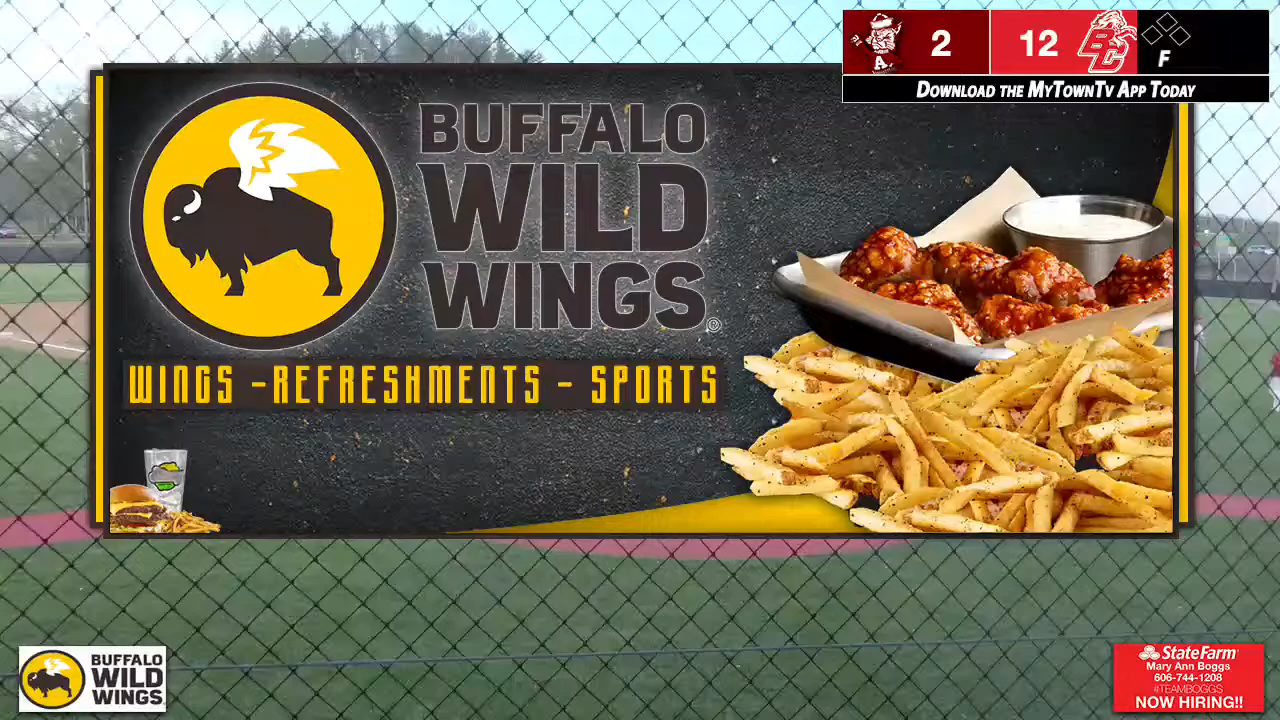 A
2
12
BC
F
DOWNLOAD THE MYTOWNTV APP TODAY
BUFFALO
WILD
WINGS
WINGS -REFRESHMENTS - SPORTS
BUFFALO
WILD
WINGS
StateFarm
Mary Ann Boggs
606-744-1208
#TEAMBOGGS
NOW HIRING!!